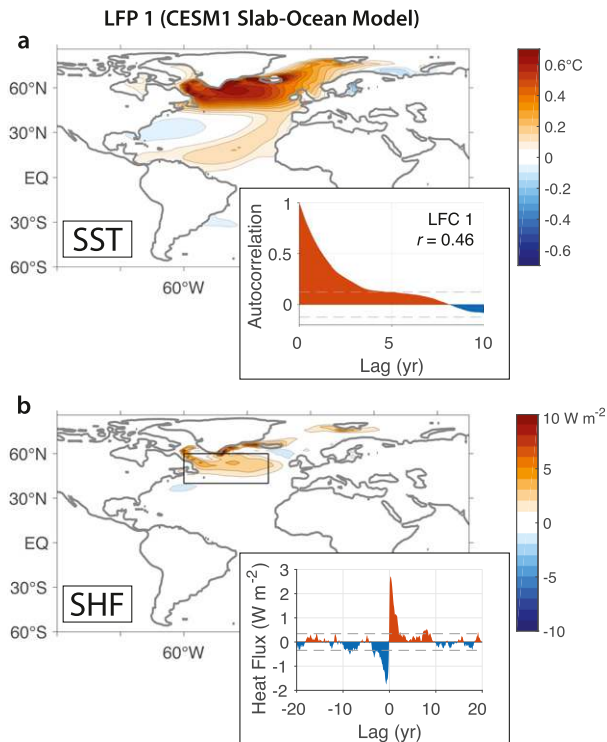 LFP 1 (CESM1 Slab-Ocean Model)
a
60°N
30°N
EQ
30°S
60°S
60°W
SST
0.6°C
0.4
0.2
0
-0.2
-0.4
-0.6
LFC 1
r = 0.46
Autocorrelation
1
0.5
0
0
5
10
Lag (yr)
b
60°N
30°N
EQ
30°S
60°S
60°W
SHF
10 W m-2
5
0
-5
-10
Heat Flux (W m-2)
3
2
1
0
-1
-2
-20
-10
0
10
20
Lag (yr)